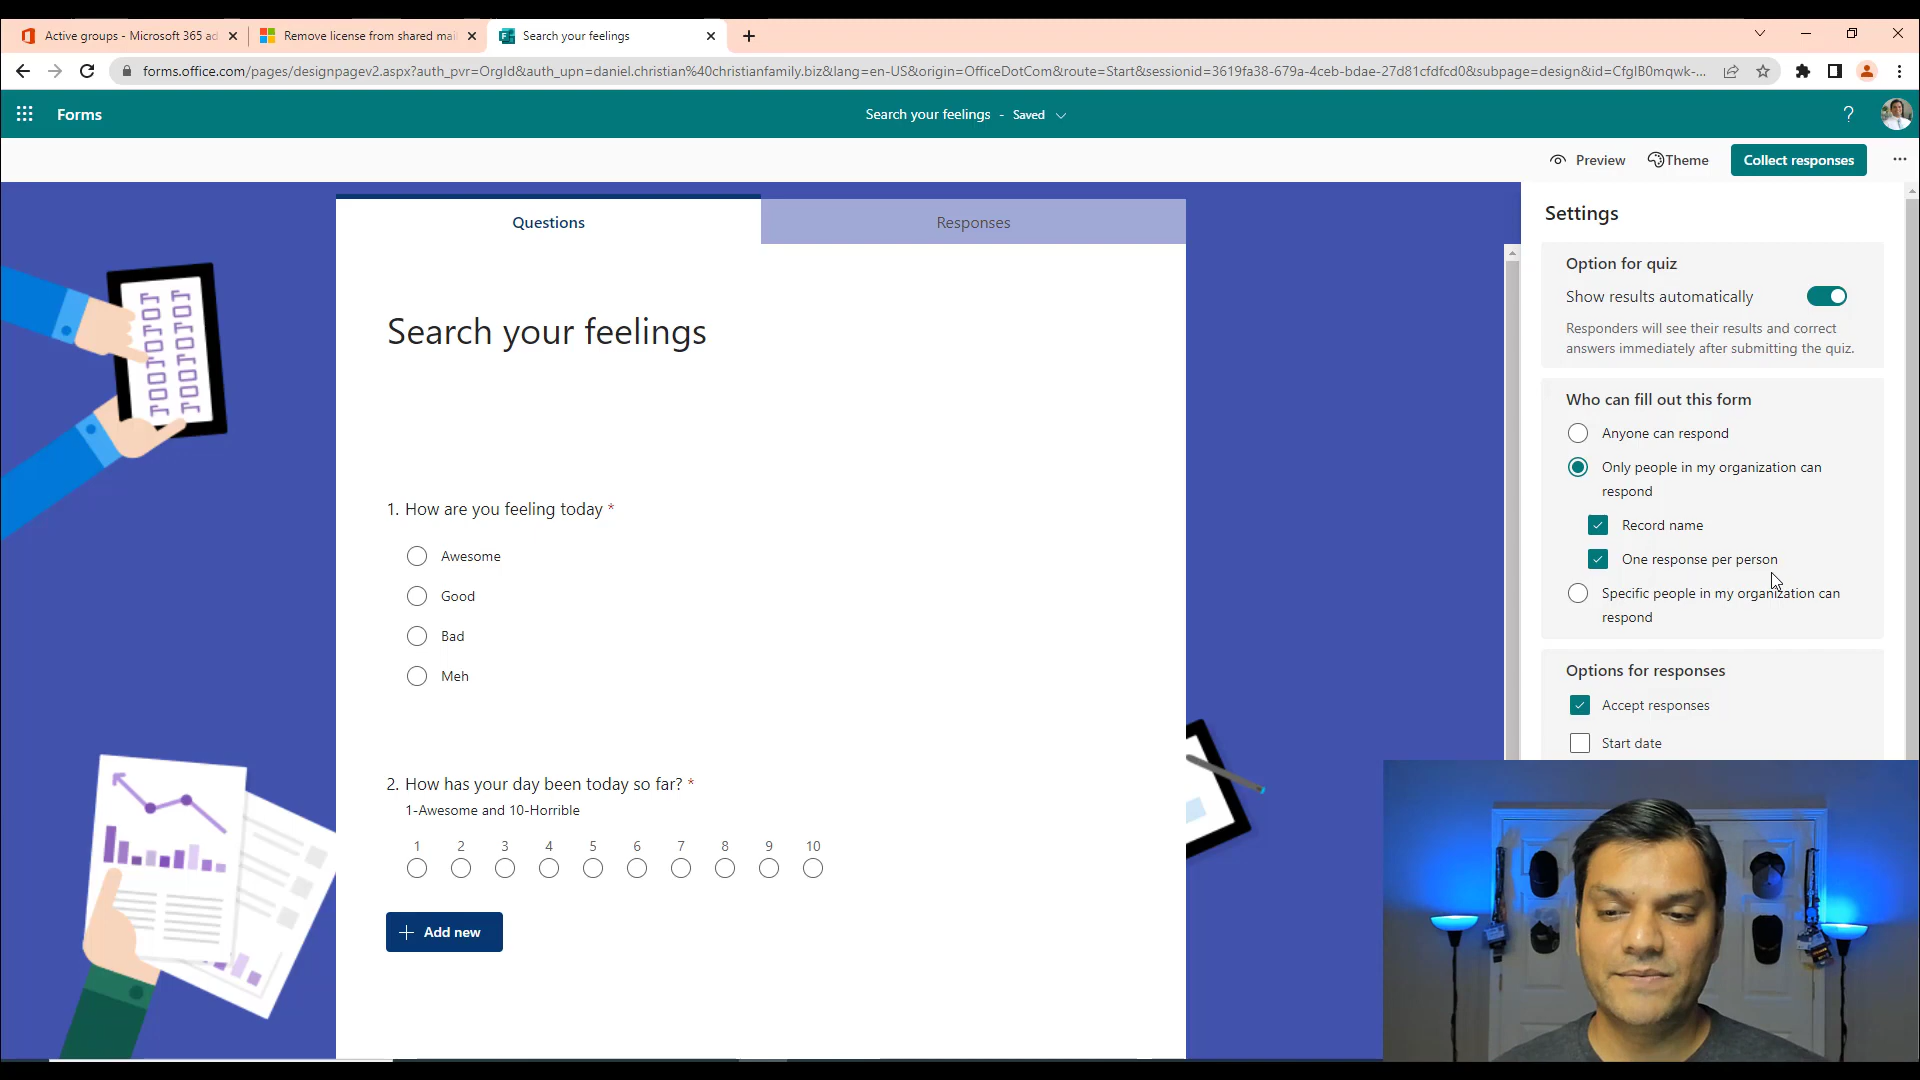 Active groups - Microsoft 365 ad
Remove license from shared mai
Search your feelings
forms.office.com/pages/designpagev2.aspx?auth_pvr=OrgId&auth_upn=daniel.christian%40christianfamily.biz&lang=en-US&origin=OfficeDotCom&route=Start&sessionid=3619fa38-679a-4ceb-bdae-27d81cfdfcd0&subpage=design&id=CfglB0mqwk-...
Forms
Search your feelings - Saved
?
Preview
Theme
Collect responses
Questions
Responses
Search your feelings
1. How are you feeling today *
Awesome
Good
Bad
Meh
2. How has your day been today so far? *
1-Awesome and 10-Horrible
1 2 3 4 5 6 7 8 9 10
Add new
Settings
Option for quiz
Show results automatically
Responders will see their results and correct
answers immediately after submitting the quiz.
Who can fill out this form
Anyone can respond
Only people in my organization can
respond
Record name
One response per person
Specific people in my organization can
respond
Options for responses
Accept responses
Start date